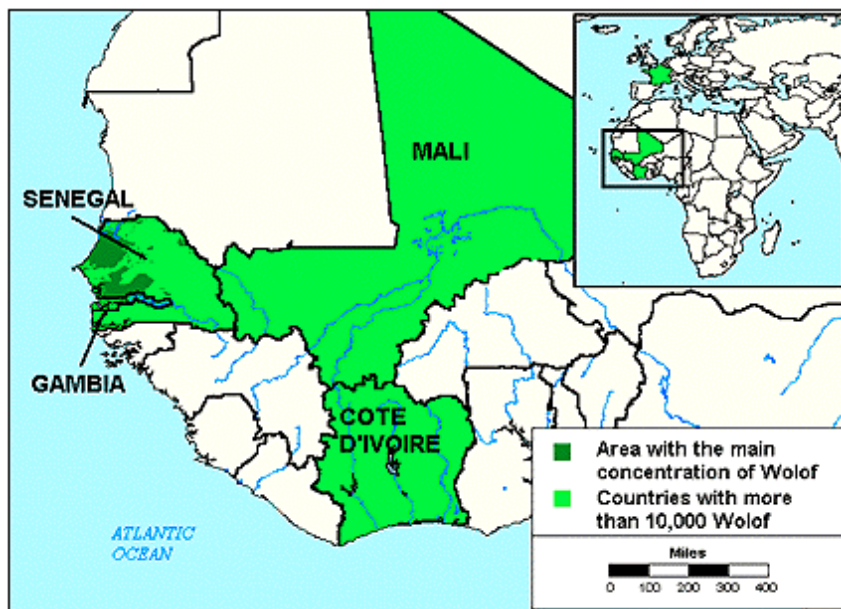 MALI
SENEGAL
GAMBIA
COTE
D'IVOIRE
ATLANTIC
OCEAN
Area with the main
concentration of Wolof
Countries with more
than 10,000 Wolof
Miles
0 100 200 300 400